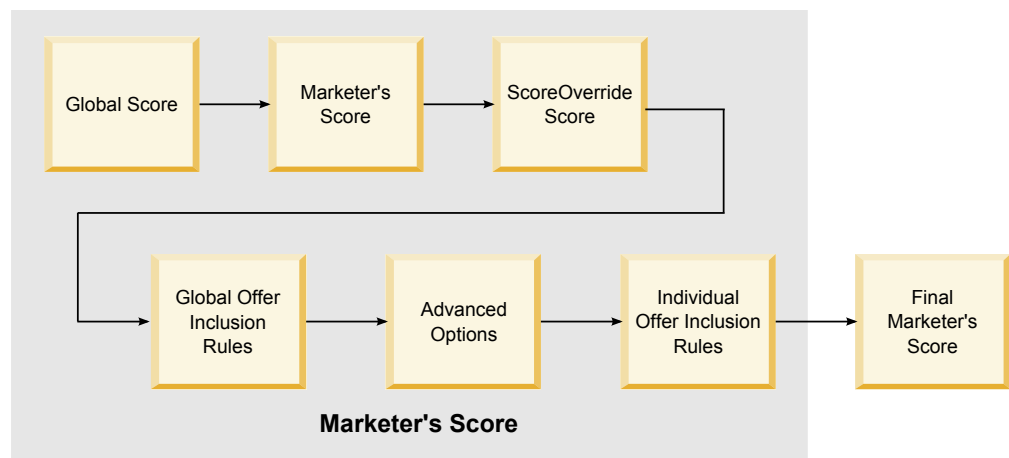 Global Score
Marketer's
Score
ScoreOverride
Score
Global Offer
Inclusion
Rules
Advanced
Options
Individual
Offer Inclusion
Rules
Final
Marketer's
Score
Marketer's Score